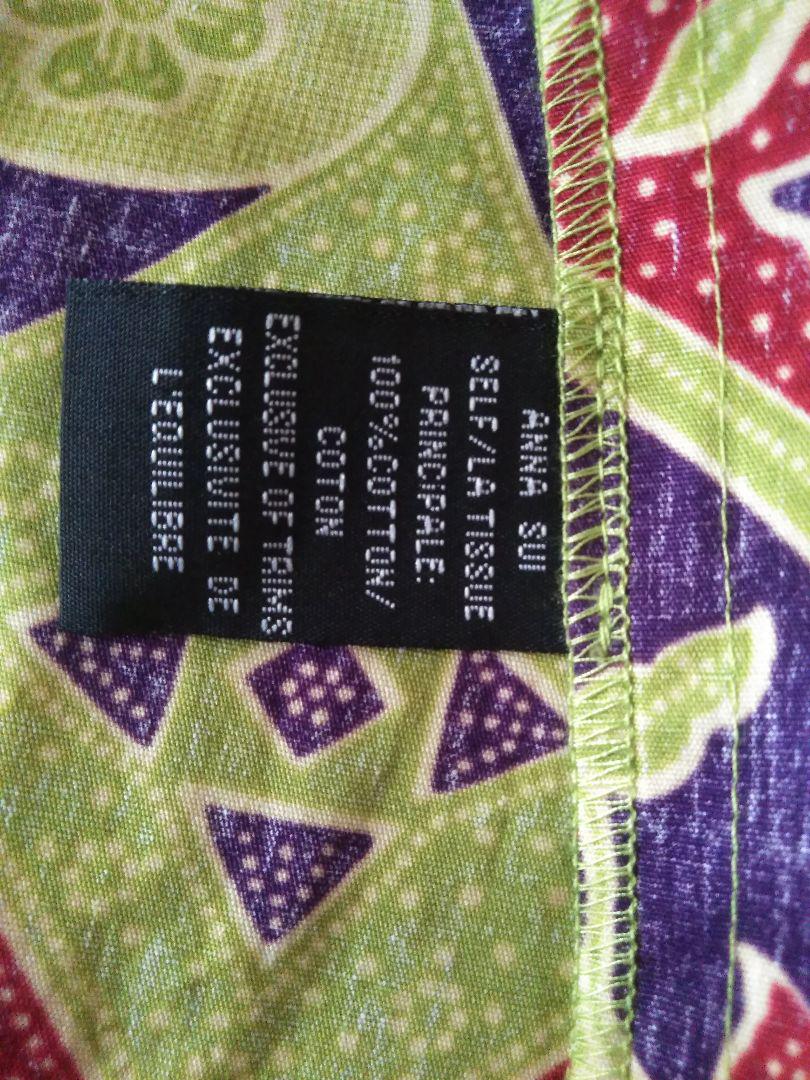 ANNA SUI
SELF/LA TISSUE
PRINCIPALE:
100%COTTON/
COTON
EXCLUSIVE OF TRIMS
EXCLUSIVITE DE
L'EQUILIBRE